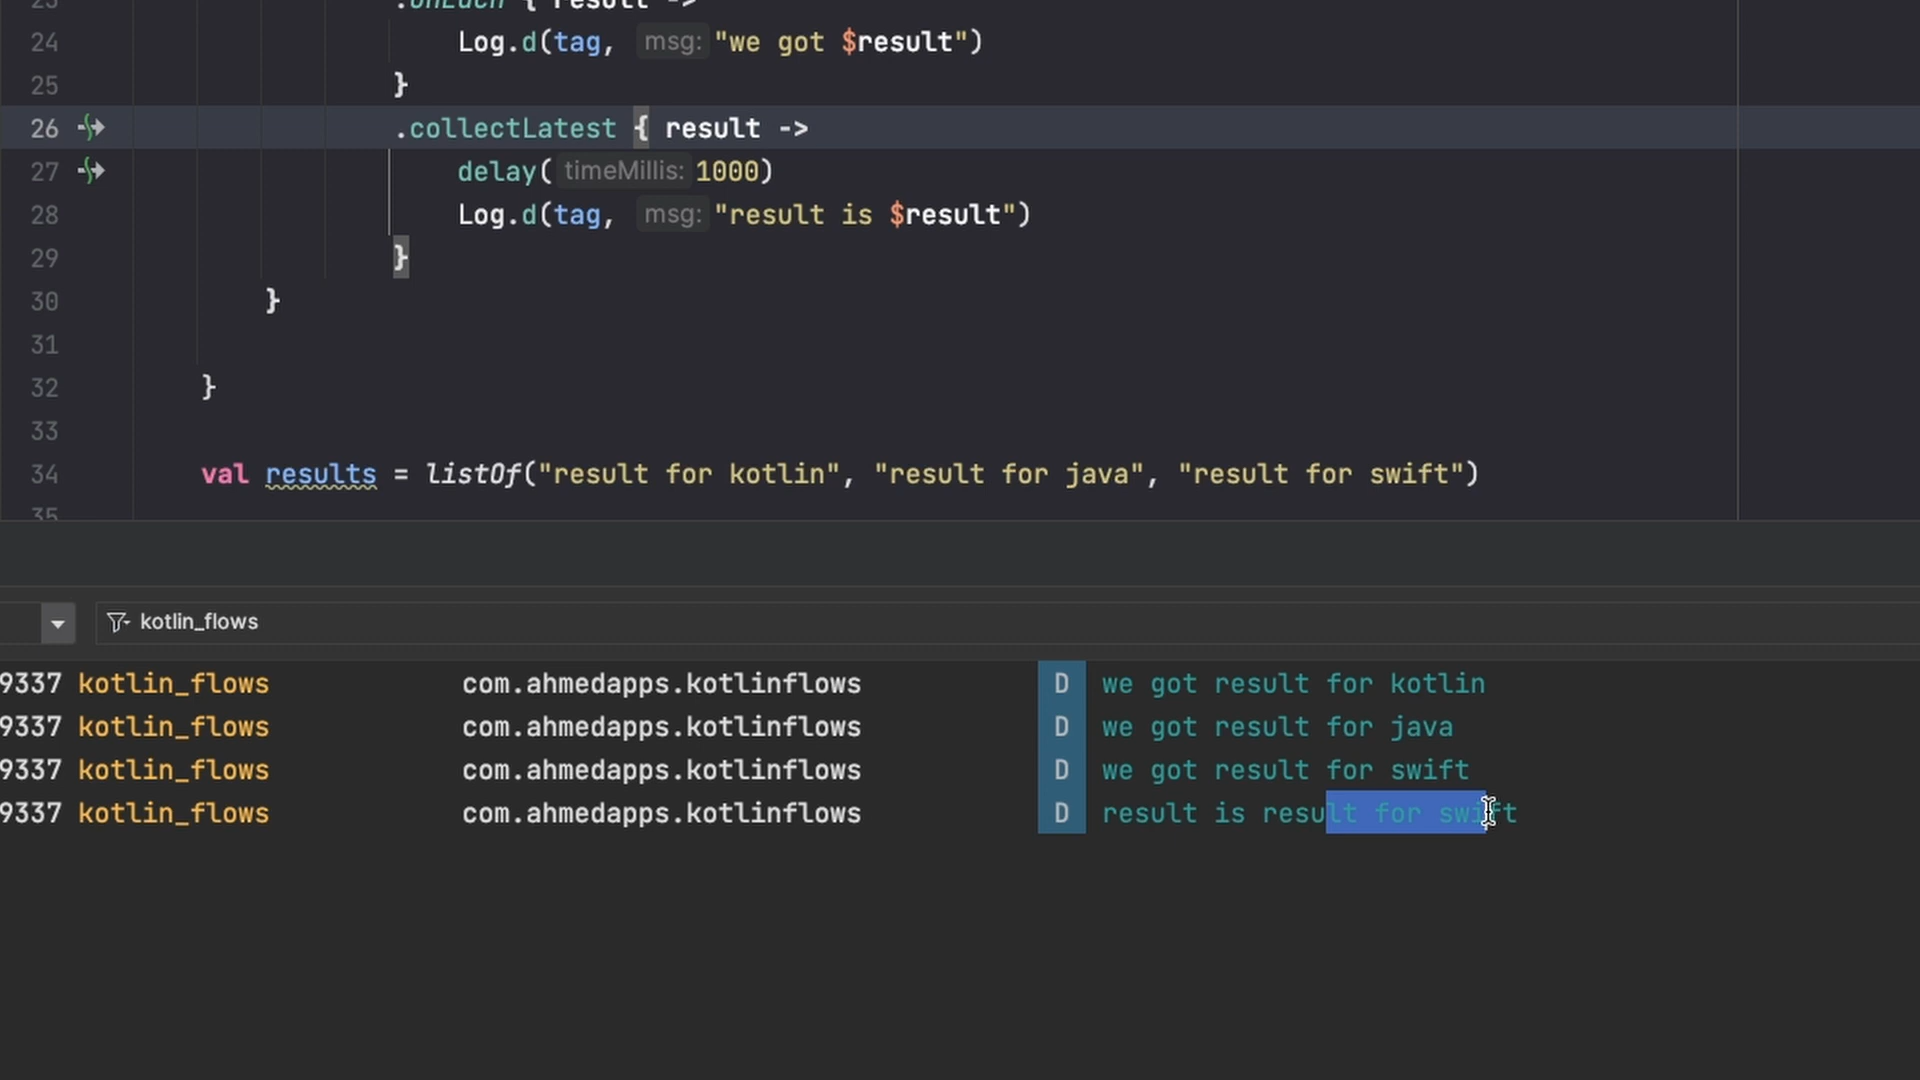 23 .onEach { result ->
24 Log.d(tag, msg: "we got $result")
25 }
26 .collectLatest { result ->
27 delay( timeMillis: 1000)
28 Log.d(tag, msg: "result is $result")
29 }
30 }
31
32 }
33
34 val results = listOf("result for kotlin", "result for java", "result for swift")
35
kotlin_flows
9337 kotlin_flows com.ahmedapps.kotlinflows D we got result for kotlin
9337 kotlin_flows com.ahmedapps.kotlinflows D we got result for java
9337 kotlin_flows com.ahmedapps.kotlinflows D we got result for swift
9337 kotlin_flows com.ahmedapps.kotlinflows D result is result for swift